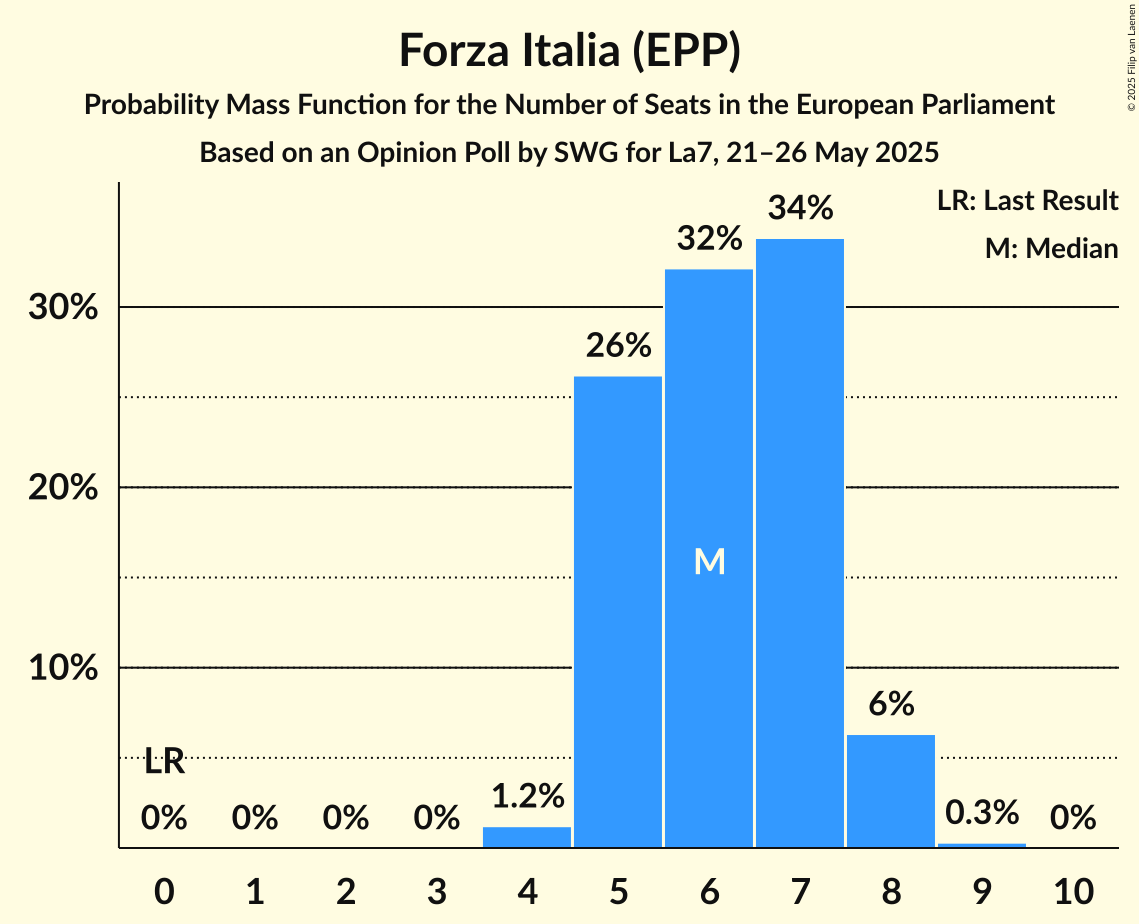 Forza Italia (EPP)
Probability Mass Function for the Number of Seats in the European Parliament
Based on an Opinion Poll by SWG for La7, 21–26 May 2025
© 2025 Filip van Laenen
LR: Last Result
M: Median
34%
32%
30%
26%
20%
M
10%
6%
LR
1.2%
0%
0%
0%
0%
0.3%
0%
0 1 2 3 4 5 6 7 8 9 10